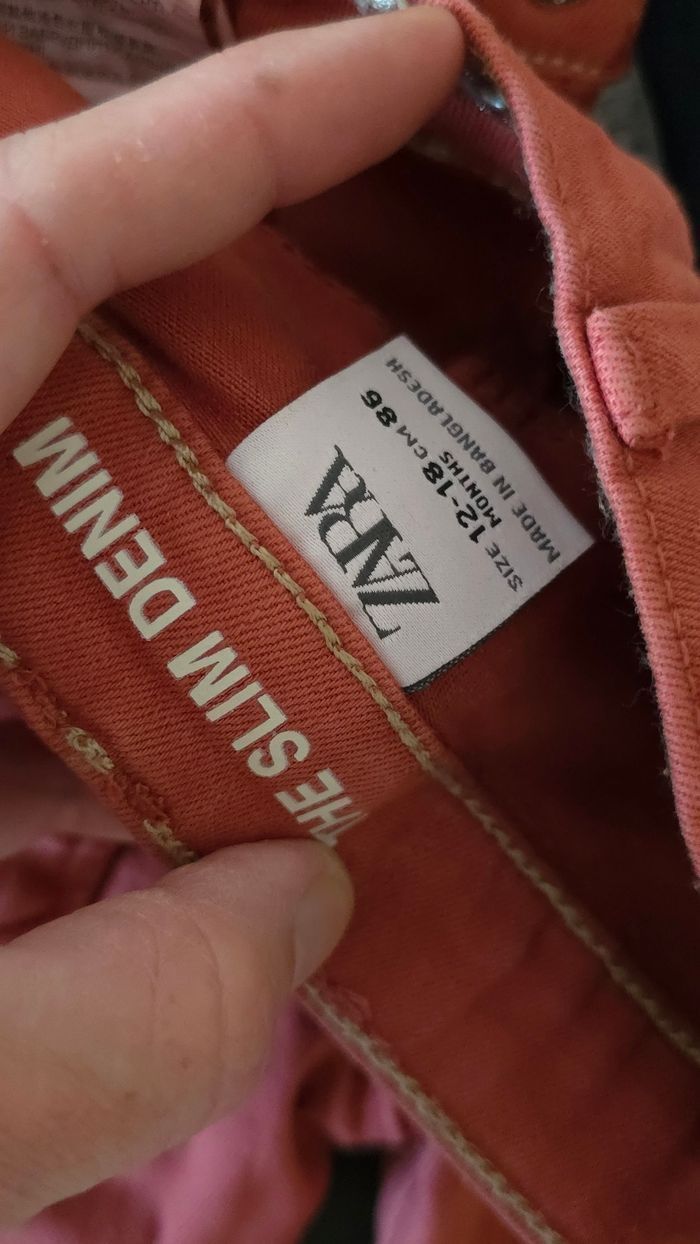 ZARA
SIZE 12-18 CM 86
MONTHS
MADE IN BANGLADESH
THE SLIM DENIM